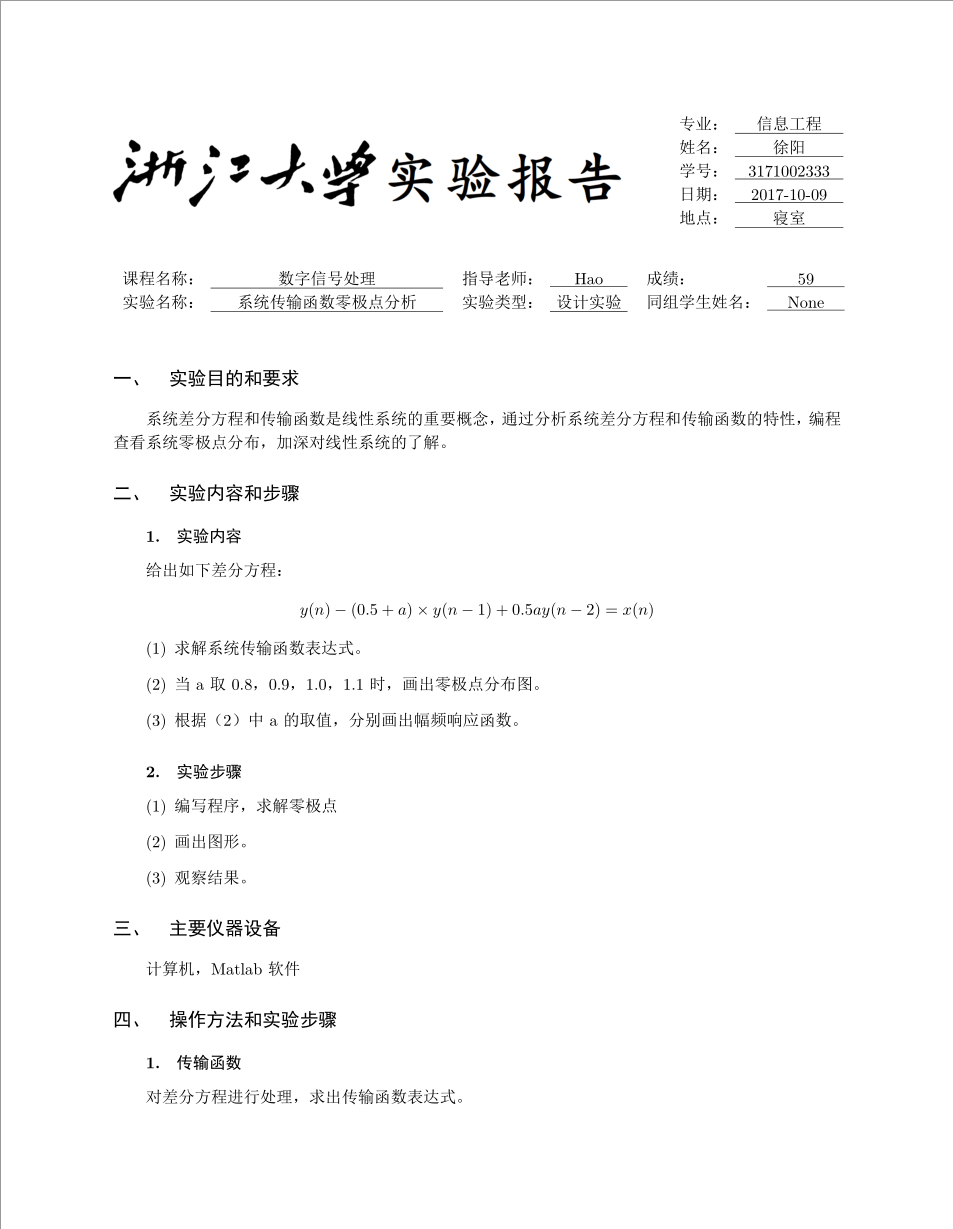 浙江大学实验报告
专业: 信息工程
姓名: 徐阳
学号: 3171002333
日期: 2017-10-09
地点: 寝室
课程名称: 数字信号处理 指导老师: Hao 成绩: 59
实验名称: 系统传输函数零极点分析 实验类型: 设计实验 同组学生姓名: None
一、 实验目的和要求
系统差分方程和传输函数是线性系统的重要概念，通过分析系统差分方程和传输函数的特性，编程
查看系统零极点分布，加深对线性系统的了解。
二、 实验内容和步骤
1. 实验内容
给出如下差分方程:
y(n) − (0.5 + a) × y(n − 1) + 0.5ay(n − 2) = x(n)
(1) 求解系统传输函数表达式。
(2) 当 a 取 0.8，0.9，1.0，1.1 时，画出零极点分布图。
(3) 根据（2）中 a 的取值，分别画出幅频响应函数。
2. 实验步骤
(1) 编写程序，求解零极点
(2) 画出图形。
(3) 观察结果。
三、 主要仪器设备
计算机，Matlab 软件
四、 操作方法和实验步骤
1. 传输函数
对差分方程进行处理，求出传输函数表达式。